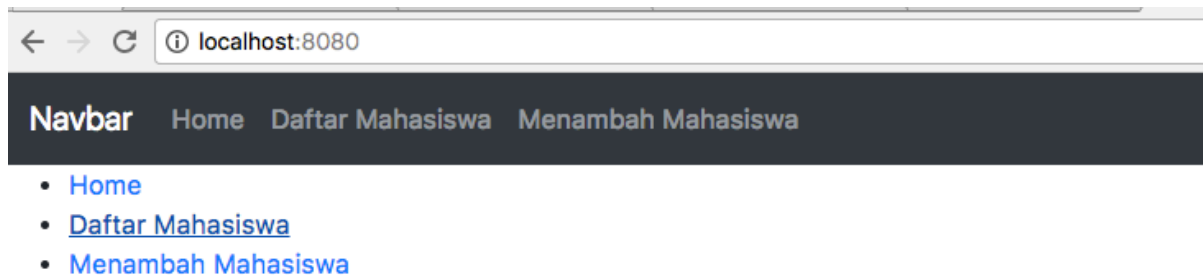 localhost:8080
Navbar Home Daftar Mahasiswa Menambah Mahasiswa
Home
Daftar Mahasiswa
Menambah Mahasiswa